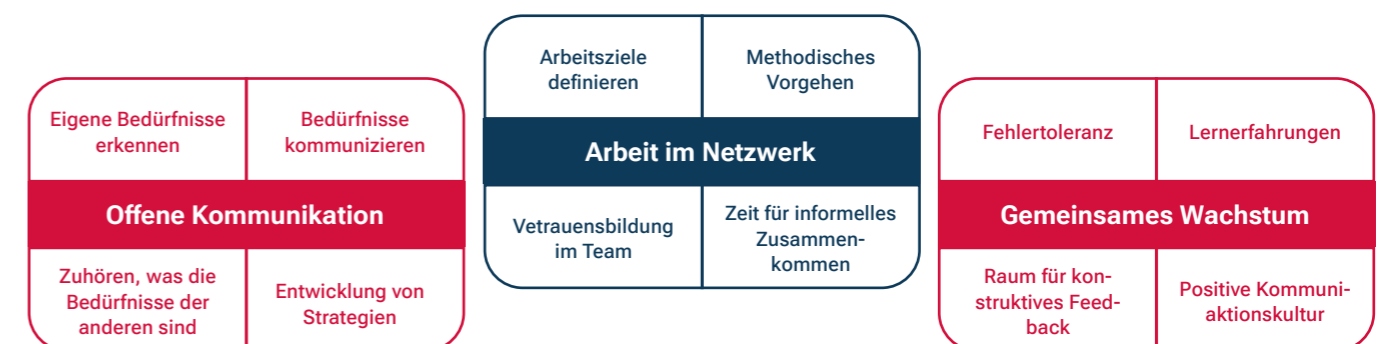 Eigene Bedürfnisse
erkennen
Bedürfnisse
kommunizieren
Offene Kommunikation
Zuhören, was die
Bedürfnisse der
anderen sind
Entwicklung von
Strategien
Arbeitsziele
definieren
Methodisches
Vorgehen
Arbeit im Netzwerk
Vetrauensbildung
im Team
Zeit für informelles
Zusammen-
kommen
Fehlertoleranz
Lernerfahrungen
Gemeinsames Wachstum
Raum für kon-
struktives Feed-
back
Positive Kommuni-
aktionskultur